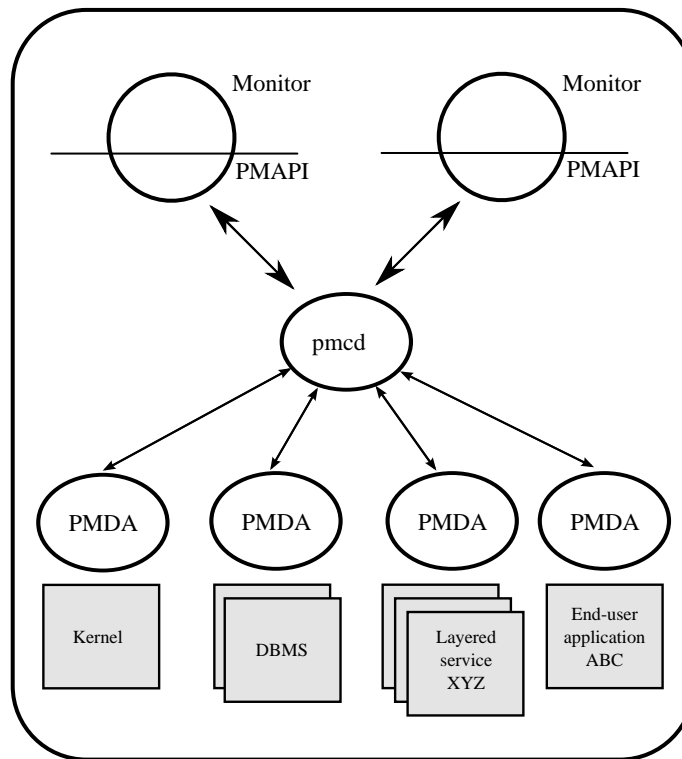 Monitor
PMAPI
Monitor
PMAPI
pmcd
PMDA
PMDA
PMDA
PMDA
Kernel
DBMS
Layered
service
XYZ
End-user
application
ABC